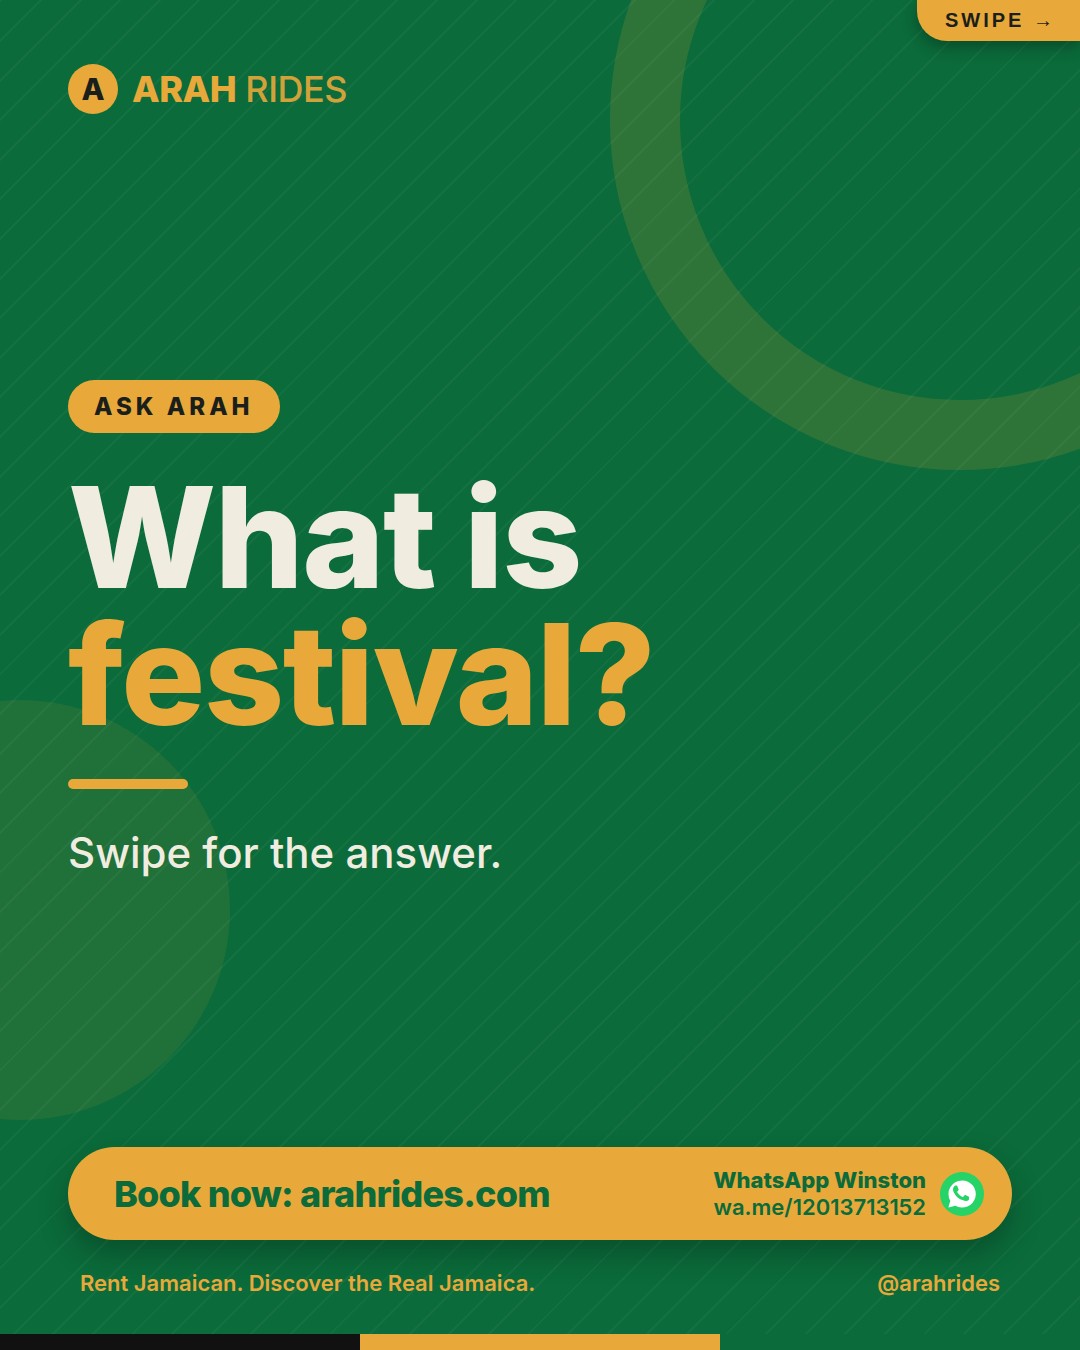 SWIPE →
A ARAH RIDES
ASK ARAH
What is
festival?
Swipe for the answer.
Book now: arahrides.com
WhatsApp Winston
wa.me/12013713152
Rent Jamaican. Discover the Real Jamaica.
@arahrides